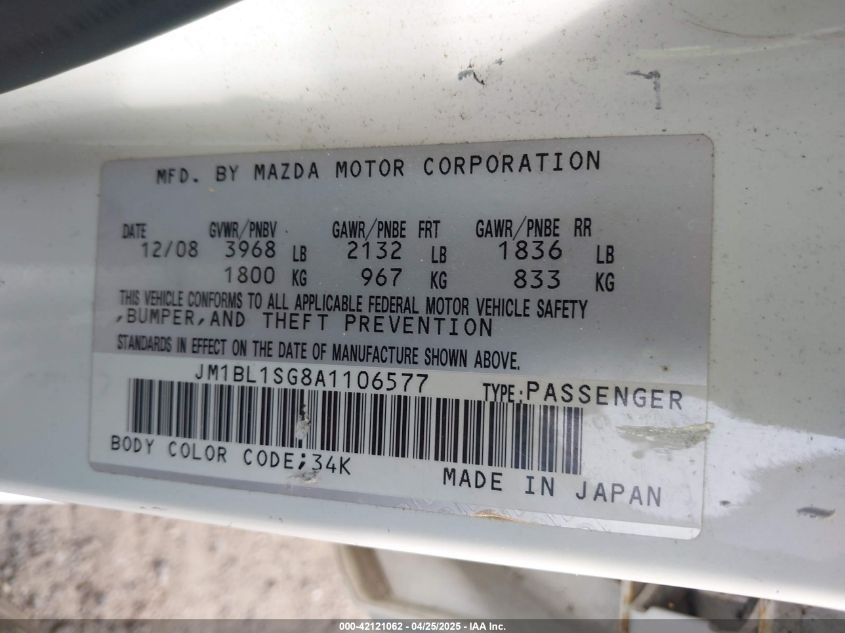 MFD. BY MAZDA MOTOR CORPORATION
DATE GVWR/PNBV GAWR/PNBE FRT GAWR/PNBE RR
12/08 3968 LB 2132 LB 1836 LB
1800 KG 967 KG 833 KG
THIS VEHICLE CONFORMS TO ALL APPLICABLE FEDERAL MOTOR VEHICLE SAFETY
,BUMPER,AND THEFT PREVENTION
STANDARDS IN EFFECT ON THE DATE OF MANUFACTURE SHOWN ABOVE.
JM1BL1SG8A1106577 TYPE:PASSENGER
BODY COLOR CODE;34K
MADE IN JAPAN
000-42121062 - 04/25/2025 - IAA Inc.